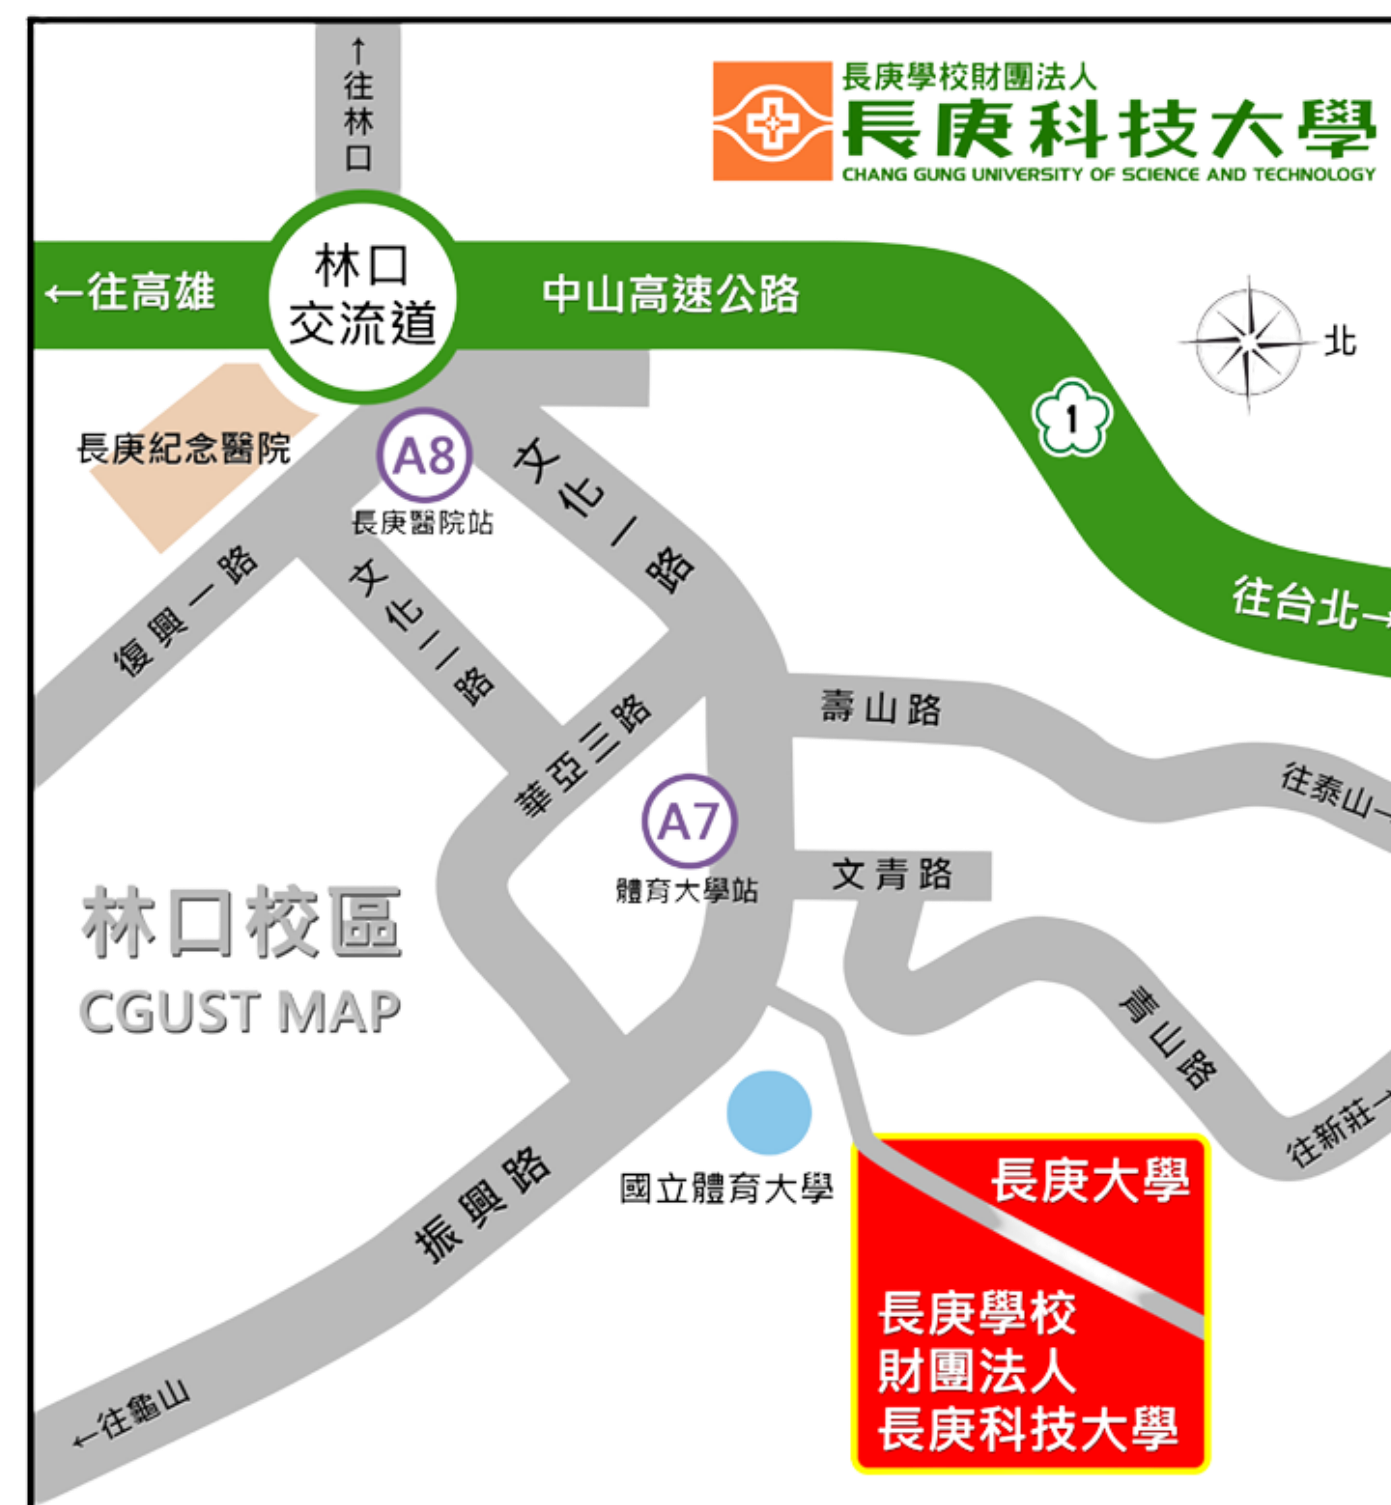 ↑往林口
長庚學校財團法人
長庚科技大學
CHANG GUNG UNIVERSITY OF SCIENCE AND TECHNOLOGY
←往高雄
林口
交流道
中山高速公路
北
1
長庚紀念醫院
A8
長庚醫院站
文化一路
往台北→
復興一路
文化二路
華亞三路
壽山路
往泰山→
A7
體育大學站
文青路
林口校區
CGUST MAP
青山路
往新莊→
國立體育大學
振興路
長庚大學
長庚學校
財團法人
長庚科技大學
←往龜山